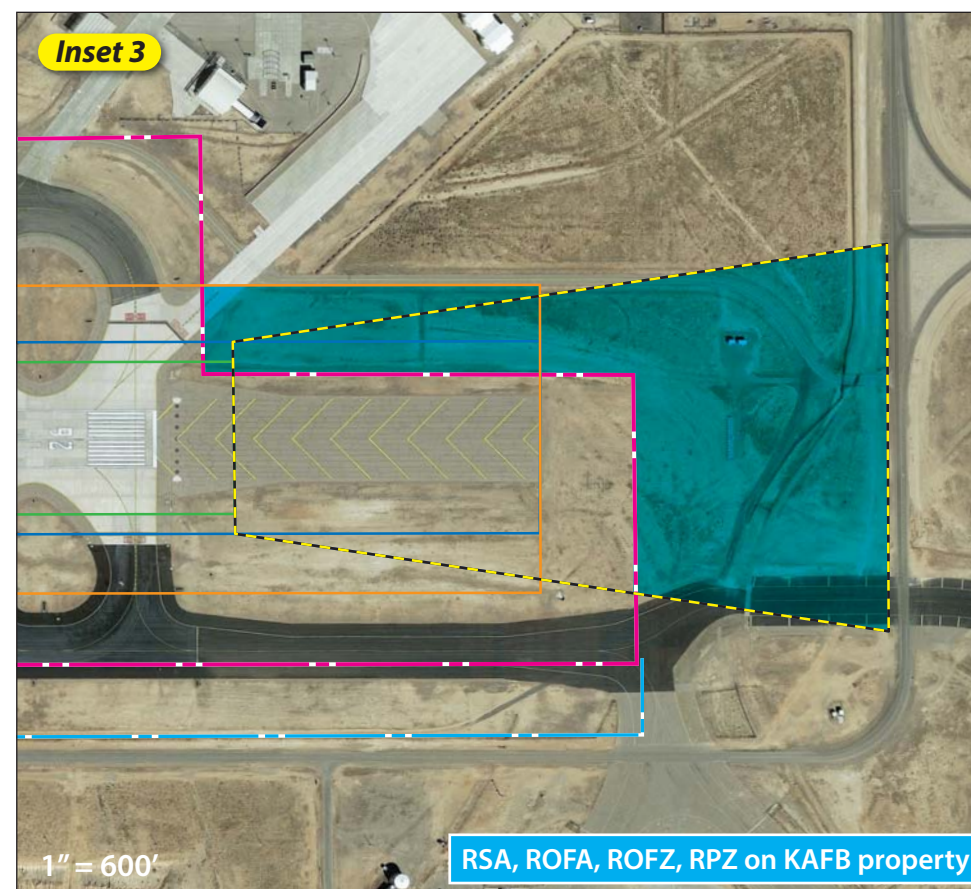 Inset 3
26
1" = 600'
RSA, ROFA, ROFZ, RPZ on KAFB property